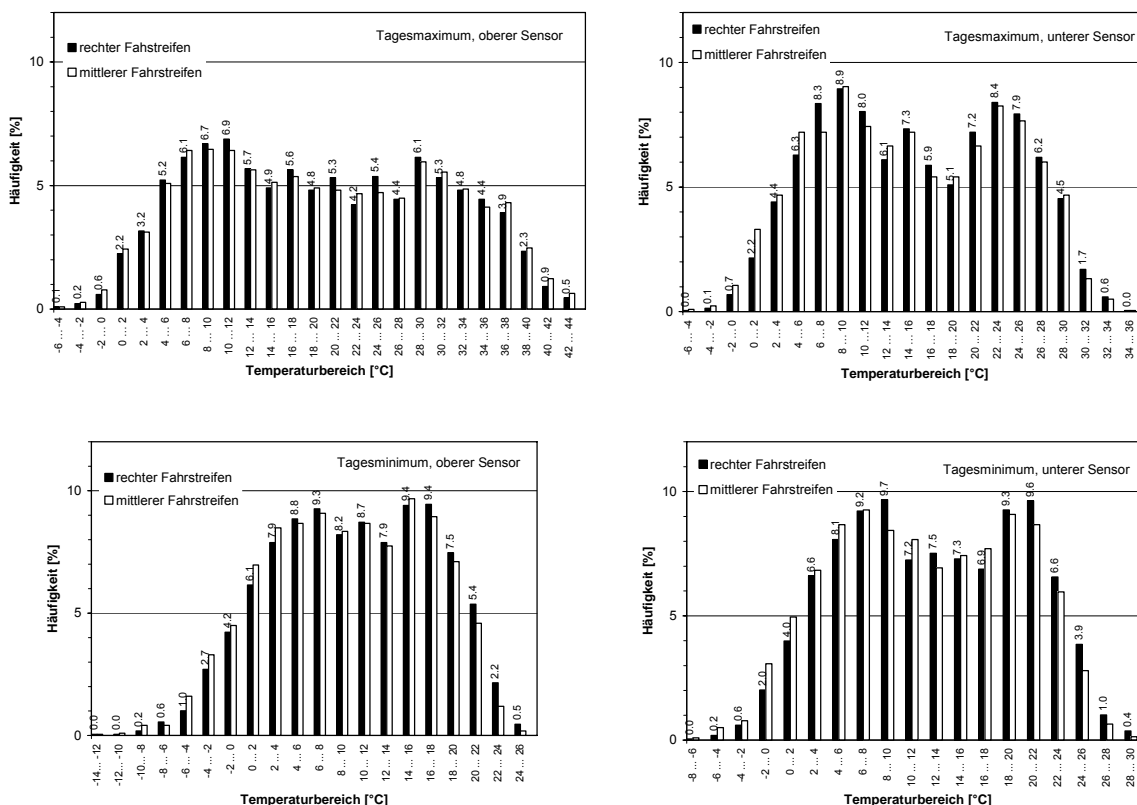 Tagesmaximum, oberer Sensor
rechter Fahstreifen
mittlerer Fahrstreifen
Häufigkeit [%]
10
5
0
0.1 0.2 0.6 2.2 3.2 5.2 6.1 6.7 6.9 5.7 4.9 5.6 4.8 5.3 4.2 5.4 4.4 6.1 5.3 4.8 4.4 3.9 2.3 0.9 0.5
-6 ... -4 -4 ... -2 -2 ... 0 0 ... 2 2 ... 4 4 ... 6 6 ... 8 8 ... 10 10 ...12 12 ... 14 14 ... 16 16 ... 18 18 ... 20 20 ... 22 22 ... 24 24 ... 26 26 ... 28 28 ... 30 30 ... 32 32 ... 34 34 ... 36 36 ... 38 38 ... 40 40 ... 42 42 ... 44
Temperaturbereich [°C]
Tagesmaximum, unterer Sensor
rechter Fahrstreifen
mittlerer Fahrstreifen
Häufigkeit [%]
10
5
0
0.0 0.1 0.7 2.2 4.4 6.3 8.3 8.9 8.0 6.1 7.3 5.9 5.1 7.2 8.4 7.9 6.2 4.5 1.7 0.6 0.0
-6 ... -4 -4 ... -2 -2 ... 0 0 ... 2 2 ... 4 4 ... 6 6 ... 8 8 ... 10 10 ... 12 12 ... 14 14 ... 16 16 ... 18 18 ... 20 20 ... 22 22 ... 24 24 ... 26 26 ... 28 28 ... 30 30 ... 32 32 ... 34 34 ... 36
Temperaturbereich [°C]
Tagesminimum, oberer Sensor
rechter Fahrstreifen
mittlerer Fahrstreifen
Häufigkeit [%]
10
5
0
0.0 0.0 0.2 0.6 1.0 2.7 4.2 6.1 7.9 8.8 9.3 8.2 8.7 7.9 9.4 9.4 7.5 5.4 2.2 0.5
-14... -12 -12 ... -10 -10 ... -8 -8 ... -6 -6 ... -4 -4 ... -2 -2 ... 0 0 ... 2 2 ... 4 4 ... 6 6 ... 8 8 ... 10 10 ... 12 12 ... 14 14 ... 16 16 ... 18 18 ... 20 20 ... 22 22 ... 24 24 ... 26
Temperaturbereich [°C]
Tagesminimum, unterer Sensor
rechter Fahrstreifen
mittlerer Fahrstreifen
Häufigkeit [%]
10
5
0
0.0 0.2 0.6 2.0 4.0 6.6 8.1 9.2 9.7 7.2 7.5 7.3 6.9 9.3 9.6 6.6 3.9 1.0 0.4
-8 ... -6 -6 ... -4 -4 ... -2 -2 ... 0 0 ... 2 2 ... 4 4 ... 6 6 ... 8 8 ... 10 10 ... 12 12 ... 14 14 ... 16 16 ... 18 18 ... 20 20 ... 22 22 ... 24 24 ... 26 26 ... 28 28 ... 30
Temperaturbereich [°C]